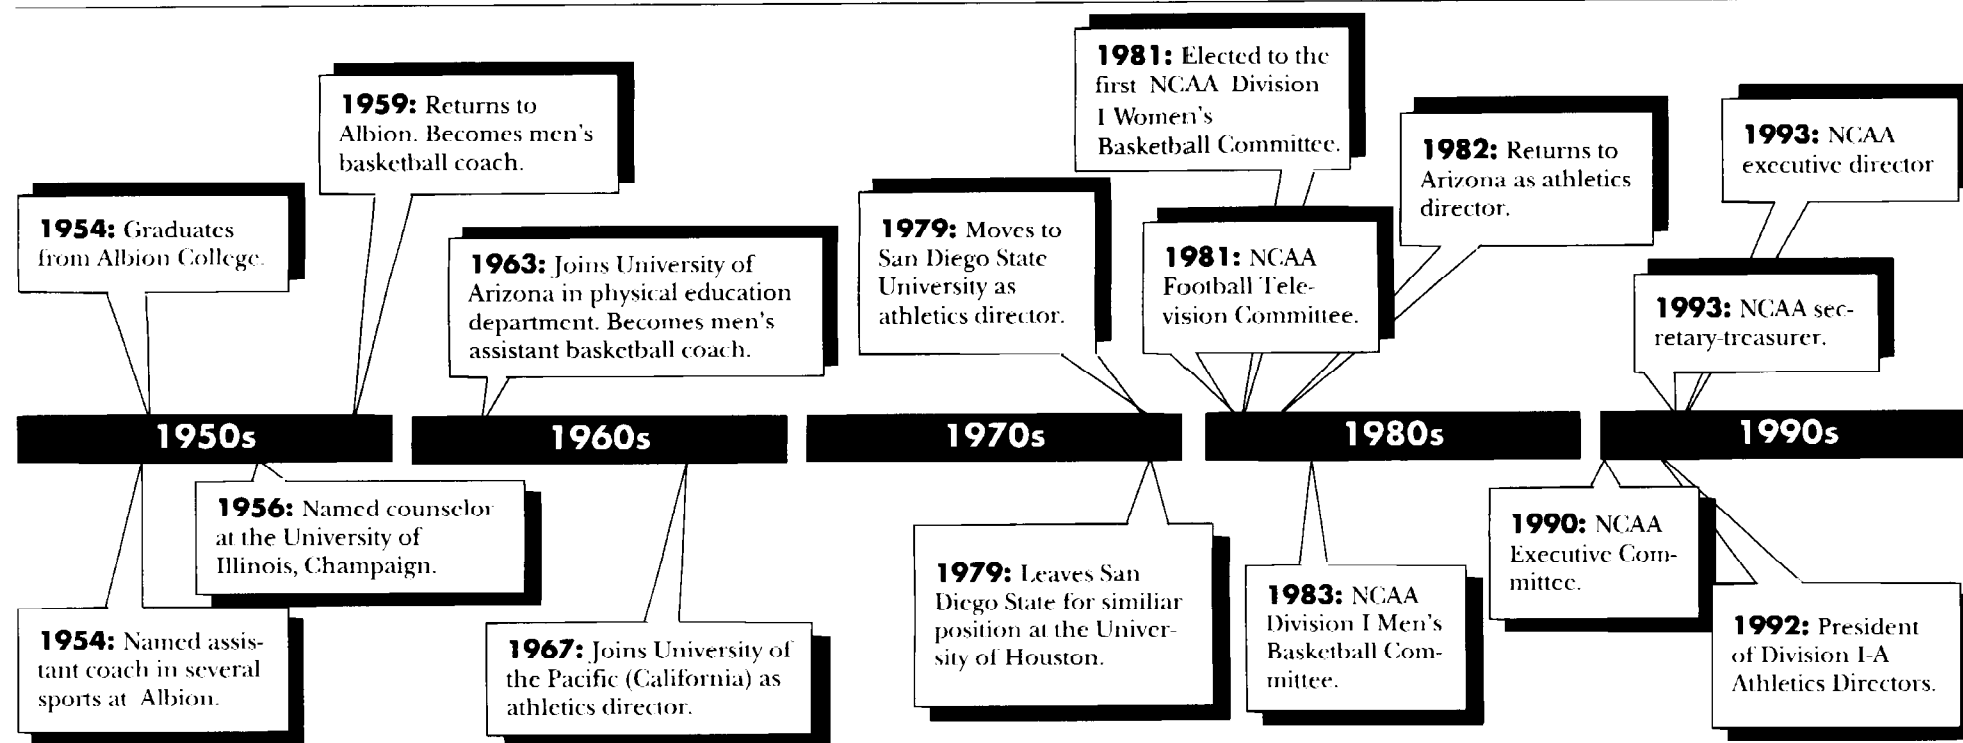 1954: Graduates
from Albion College.
1959: Returns to
Albion. Becomes men's
basketball coach.
1963: Joins University of
Arizona in physical education
department. Becomes men's
assistant basketball coach.
1979: Moves to
San Diego State
University as
athletics director.
1981: Elected to the
first NCAA Division
I Women's
Basketball Committee.
1981: NCAA
Football Tele-
vision Committee.
1982: Returns to
Arizona as athletics
director.
1993: NCAA
executive director
1993: NCAA sec-
retary-treasurer.
1950s
1960s
1970s
1980s
1990s
1954: Named assis-
tant coach in several
sports at Albion.
1956: Named counselor
at the University of
Illinois, Champaign.
1967: Joins University of
the Pacific (California) as
athletics director.
1979: Leaves San
Diego State for similiar
position at the Univer-
sity of Houston.
1983: NCAA
Division I Men's
Basketball Com-
mittee.
1990: NCAA
Executive Com-
mittee.
1992: President
of Division I-A
Athletics Directors.